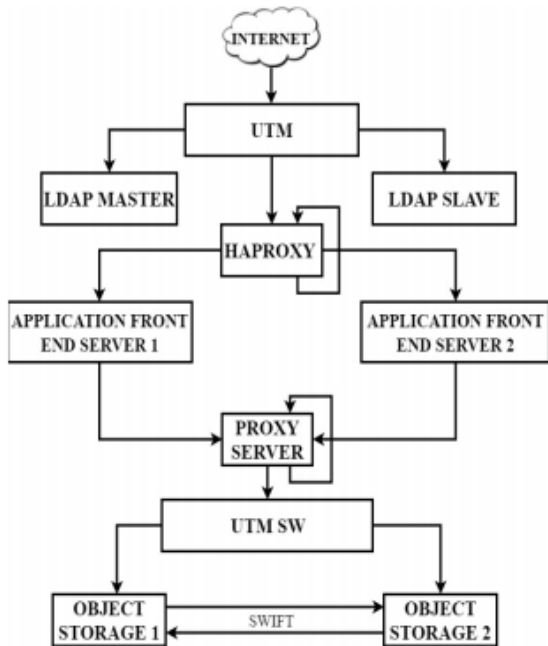 INTERNET
UTM
LDAP MASTER
LDAP SLAVE
HAPROXY
APPLICATION FRONT
END SERVER 1
APPLICATION FRONT
END SERVER 2
PROXY
SERVER
UTM SW
OBJECT
STORAGE 1
SWIFT
OBJECT
STORAGE 2